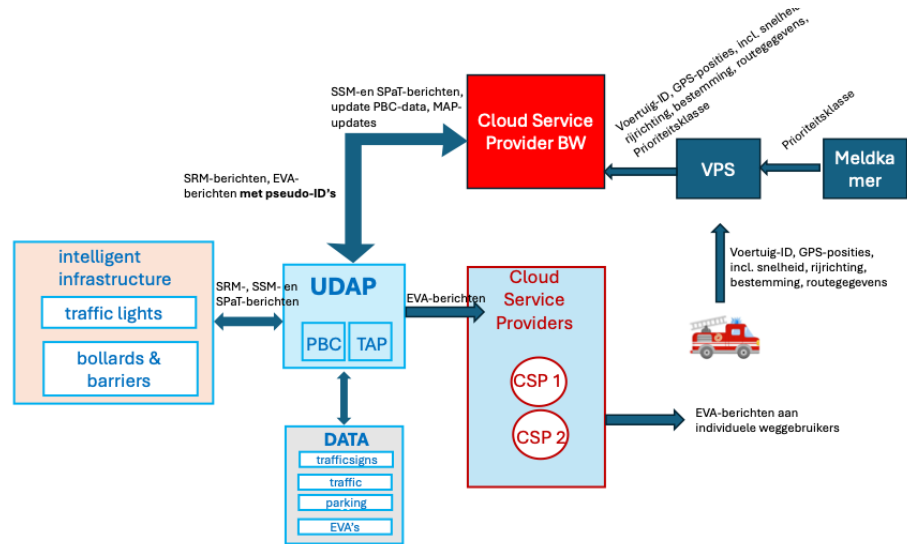 SSM-en SPaT-berichten,
update PBC-data, MAP-
updates
Cloud Service
Provider BW
Voertuig-ID, GPS-posities, incl. snelheid
rijrichting, bestemming, routegegevens,
Prioriteitsklasse
Prioriteitsklasse
VPS
Meldka
mer
SRM-berichten, EVA-
berichten met pseudo-ID's
Voertuig-ID, GPS-posities,
incl. snelheid, rijrichting,
bestemming, routegegevens
intelligent
infrastructure
traffic lights
bollards &
barriers
SRM-, SSM- en
SPaT-berichten
UDAP
PBC
TAP
EVA-berichten
Cloud
Service
Providers
CSP 1
CSP 2
EVA-berichten aan
individuele weggebruikers
DATA
trafficsigns
traffic
parking
EVA's